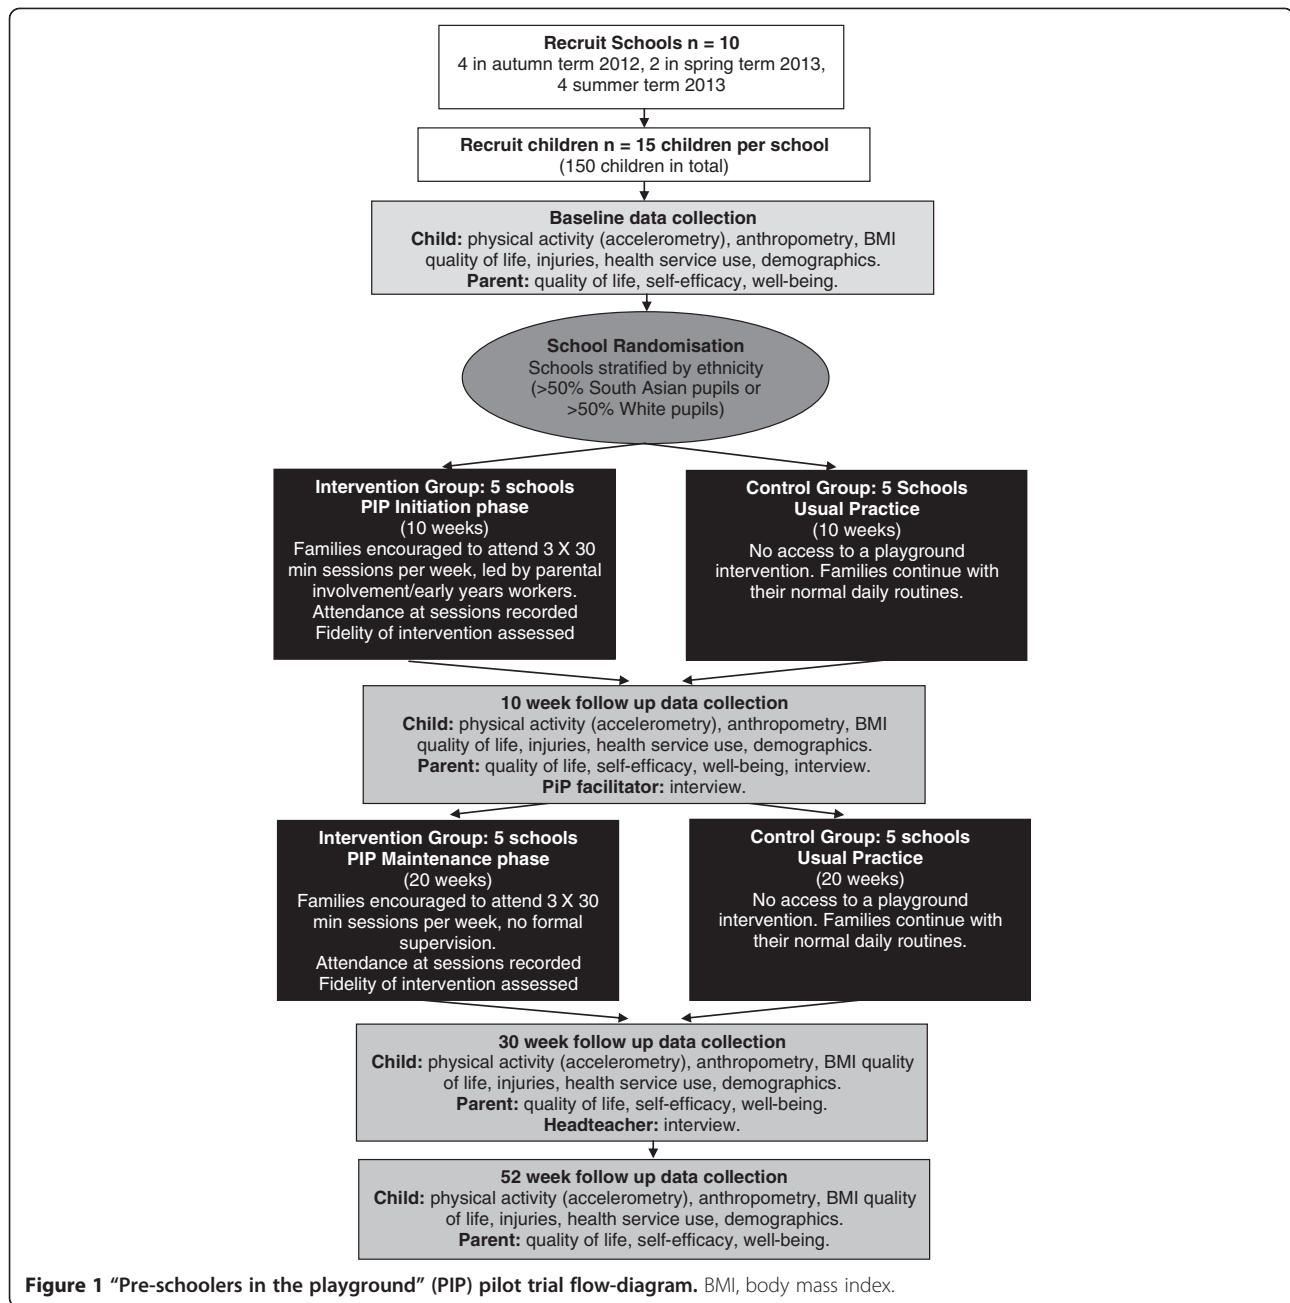 Recruit Schools n = 10
4 in autumn term 2012, 2 in spring term 2013,
4 summer term 2013
Recruit children n = 15 children per school
(150 children in total)
Baseline data collection
Child: physical activity (accelerometry), anthropometry, BMI
quality of life, injuries, health service use, demographics.
Parent: quality of life, self-efficacy, well-being.
School Randomisation
Schools stratified by ethnicity
(>50% South Asian pupils or
>50% White pupils)
Intervention Group: 5 schools
PIP Initiation phase
(10 weeks)
Families encouraged to attend 3 X 30
min sessions per week, led by parental
involvement/early years workers.
Attendance at sessions recorded
Fidelity of intervention assessed
Control Group: 5 Schools
Usual Practice
(10 weeks)
No access to a playground
intervention. Families continue with
their normal daily routines.
10 week follow up data collection
Child: physical activity (accelerometry), anthropometry, BMI
quality of life, injuries, health service use, demographics.
Parent: quality of life, self-efficacy, well-being, interview.
PiP facilitator: interview.
Intervention Group: 5 schools
PIP Maintenance phase
(20 weeks)
Families encouraged to attend 3 X 30
min sessions per week, no formal
supervision.
Attendance at sessions recorded
Fidelity of intervention assessed
Control Group: 5 schools
Usual Practice
(20 weeks)
No access to a playground
intervention. Families continue with
their normal daily routines.
30 week follow up data collection
Child: physical activity (accelerometry), anthropometry, BMI quality
of life, injuries, health service use, demographics.
Parent: quality of life, self-efficacy, well-being.
Headteacher: interview.
52 week follow up data collection
Child: physical activity (accelerometry), anthropometry, BMI quality
of life, injuries, health service use, demographics.
Parent: quality of life, self-efficacy, well-being.
Figure 1 “Pre-schoolers in the playground” (PIP) pilot trial flow-diagram. BMI, body mass index.